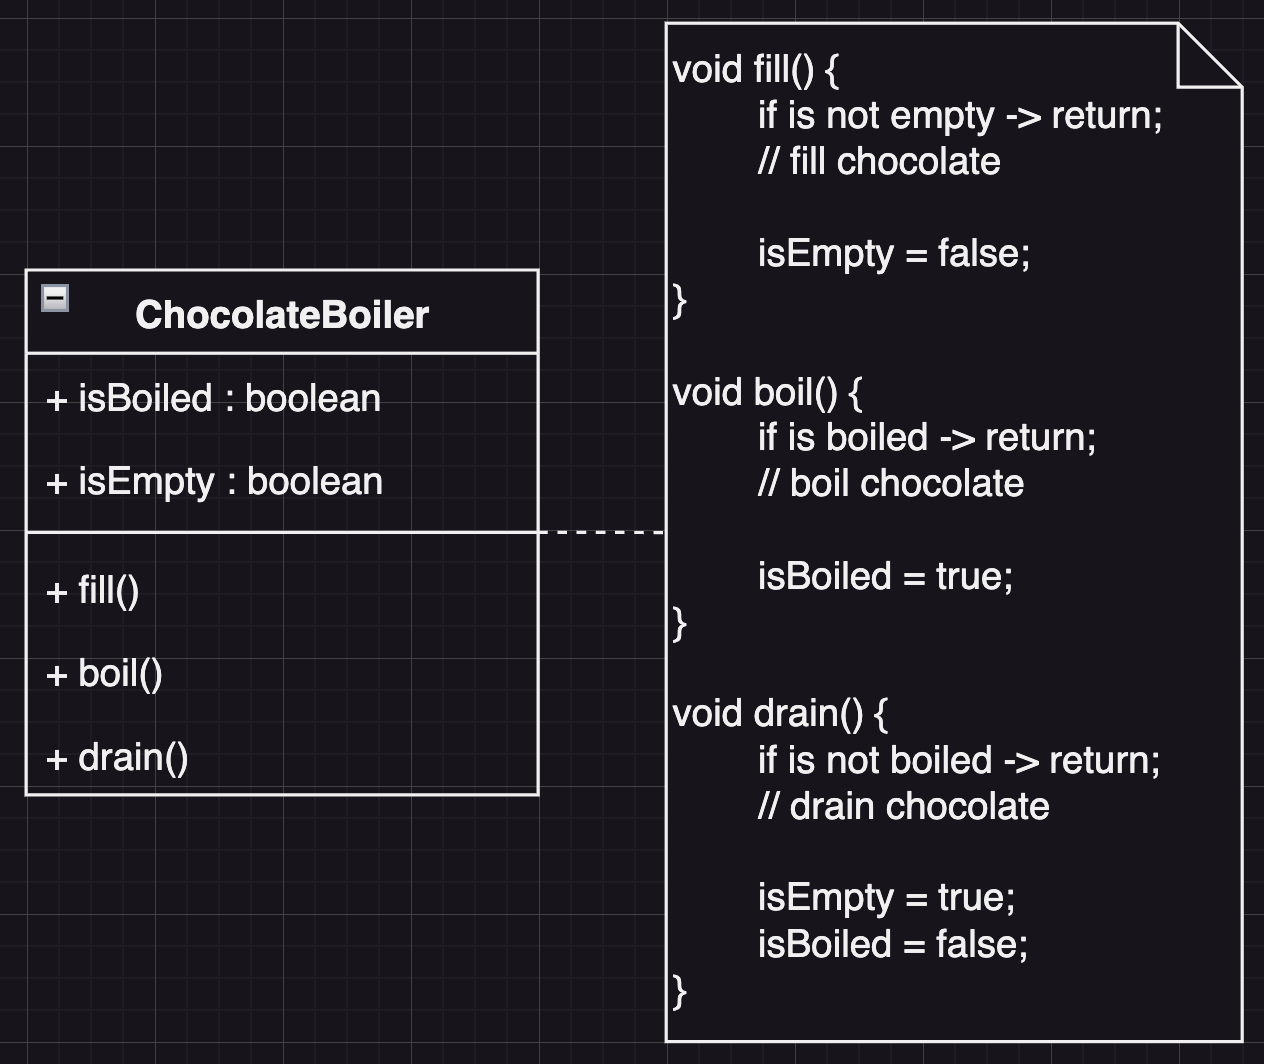 ChocolateBoiler
+ isBoiled : boolean
+ isEmpty : boolean
+ fill()
+ boil()
+ drain()
void fill() {
if is not empty -> return;
// fill chocolate
isEmpty = false;
}
void boil() {
if is boiled -> return;
// boil chocolate
isBoiled = true;
}
void drain() {
if is not boiled -> return;
// drain chocolate
isEmpty = true;
isBoiled = false;
}